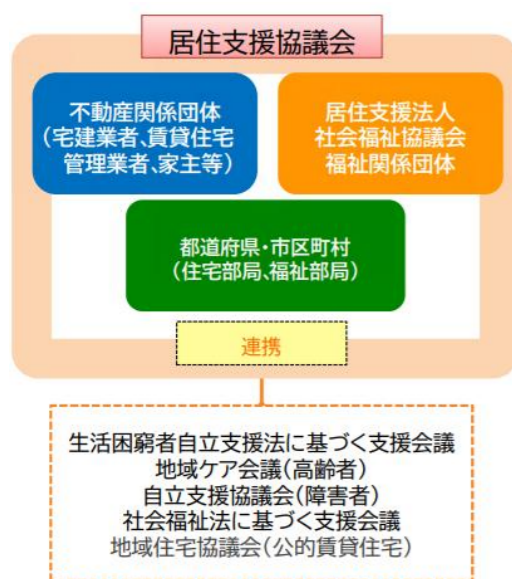 居住支援協議会
不動産関係団体
（宅建業者、賃貸住宅
管理業者、家主等）
居住支援法人
社会福祉協議会
福祉関係団体
都道府県・市区町村
（住宅部局、福祉部局）
連携
生活困窮者自立支援法に基づく支援会議
地域ケア会議（高齢者）
自立支援協議会（障害者）
社会福祉法に基づく支援会議
地域住宅協議会（公的賃貸住宅）